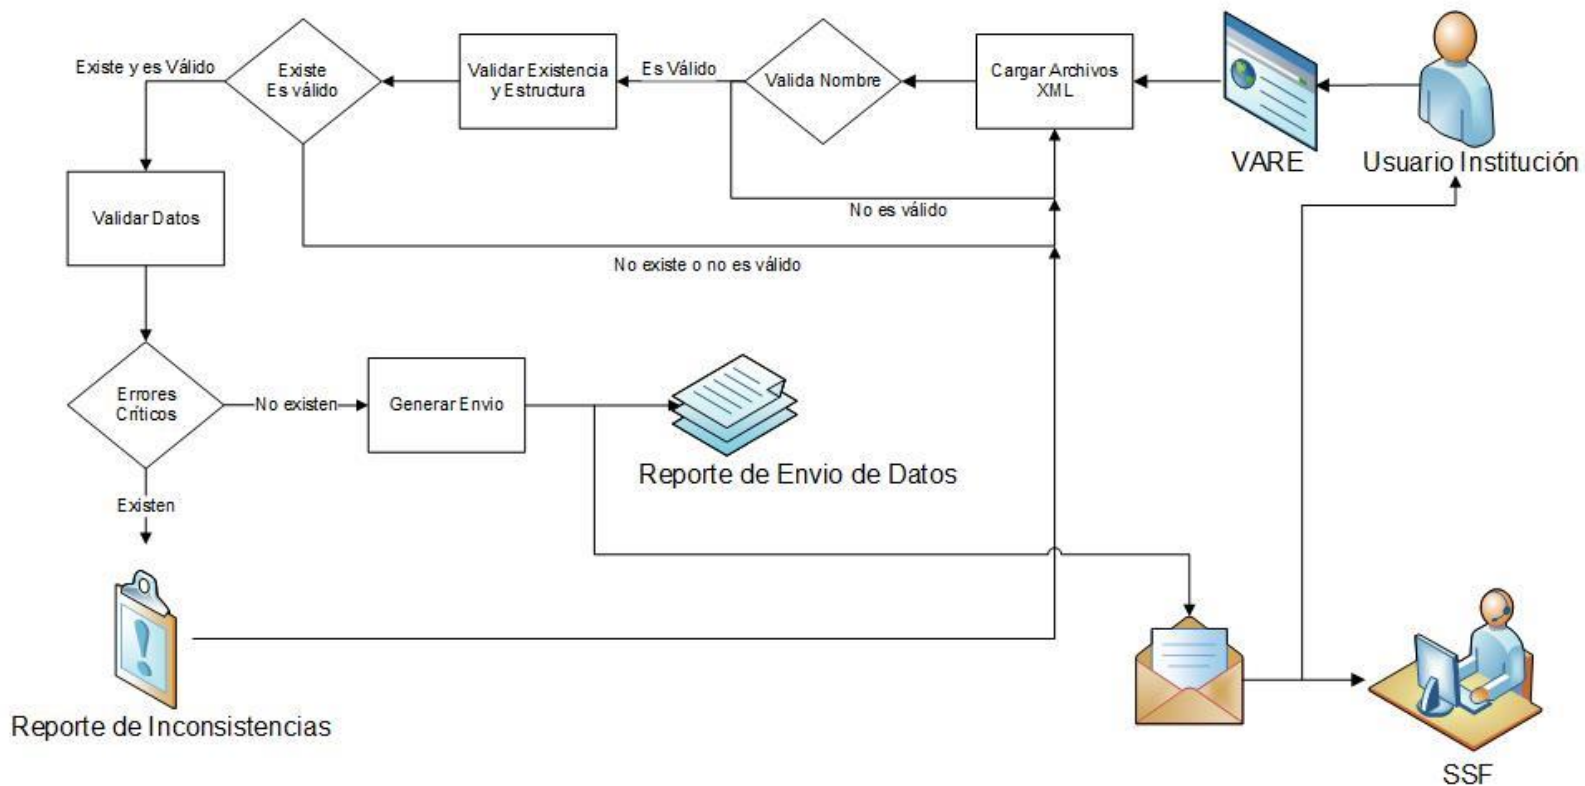 Existe y es Válido
Existe
Es válido
Validar Existencia
y Estructura
Es Válido
Valida Nombre
Cargar Archivos
XML
VARE
Usuario Institución
No es válido
Validar Datos
No existe o no es válido
Errores
Críticos
No existen
Generar Envio
Reporte de Envio de Datos
Existen
Reporte de Inconsistencias
SSF